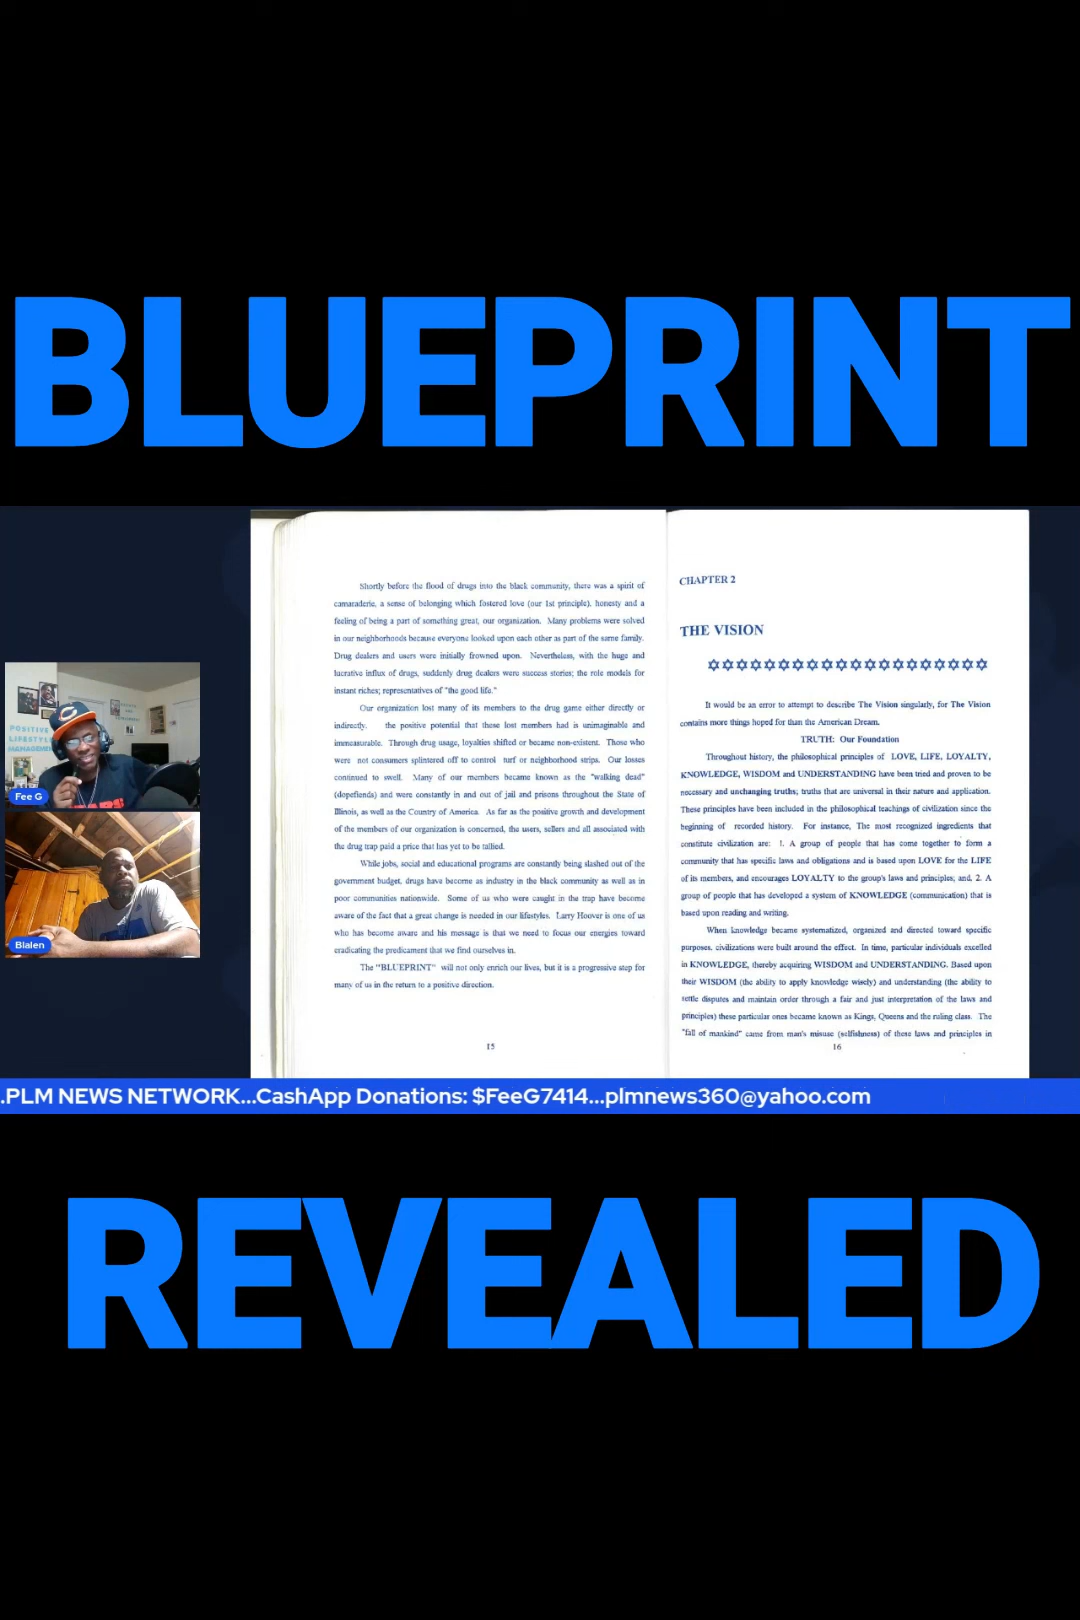 BLUEPRINT
Shortly before the flood of drugs into the black community, there was a spirit of
camaraderie, a sense of belonging which fostered love (our 1st principle), honesty and a
feeling of being a part of something great, our organization. Many problems were solved
in our neighborhoods because everyone looked upon each other as part of the same family.
Drug dealers and users were initially frowned upon. Nevertheless, with the huge and
lucrative influx of drugs, suddenly drug dealers were success stories; the role models for
instant riches; representatives of "the good life."
Our organization lost many of its members to the drug game either directly or
indirectly. the positive potential that these lost members had is unimaginable and
immeasurable. Through drug usage, loyalties shifted or became non-existent. Those who
were not consumers splintered off to control turf or neighborhood strips. Our losses
continued to swell. Many of our members became known as the "walking dead"
(dopefiends) and were constantly in and out of jail and prisons throughout the State of
Illinois, as well as the Country of America. As far as the positive growth and development
of the members of our organization is concerned, the users, sellers and all associated with
the drug trap paid a price that has yet to be tallied.
While jobs, social and educational programs are constantly being slashed out of the
government budget, drugs have become as industry in the black community as well as in
poor communities nationwide. Some of us who were caught in the trap have become
aware of the fact that a great change is needed in our lifestyles. Larry Hoover is one of us
who has become aware and his message is that we need to focus our energies toward
eradicating the predicament that we find ourselves in.
The "BLUEPRINT" will not only enrich our lives, but it is a progressive step for
many of us in the return to a positive direction.
15
CHAPTER 2
THE VISION
It would be an error to attempt to describe The Vision singularly, for The Vision
contains more things hoped for than the American Dream.
TRUTH: Our Foundation
Throughout history, the philosophical principles of LOVE, LIFE, LOYALTY,
KNOWLEDGE, WISDOM and UNDERSTANDING have been tried and proven to be
necessary and unchanging truths; truths that are universal in their nature and application.
These principles have been included in the philosophical teachings of civilization since the
beginning of recorded history. For instance, The most recognized ingredients that
constitute civilization are: 1. A group of people that has come together to form a
community that has specific laws and obligations and is based upon LOVE for the LIFE
of its members, and encourages LOYALTY to the group's laws and principles; and, 2. A
group of people that has developed a system of KNOWLEDGE (communication) that is
based upon reading and writing.
When knowledge became systematized, organized and directed toward specific
purposes, civilizations were built around the effect. In time, particular individuals excelled
in KNOWLEDGE, thereby acquiring WISDOM and UNDERSTANDING. Based upon
their WISDOM (the ability to apply knowledge wisely) and understanding (the ability to
settle disputes and maintain order through a fair and just interpretation of the laws and
principles) these particular ones became known as Kings, Queens and the ruling class. The
"fall of mankind" came from man's misuse (selfishness) of these laws and principles in
16
POSITIVE
LIFESTYLE
MANAGEMENT
Fee G
Blalen
.PLM NEWS NETWORK...CashApp Donations: $FeeG7414...plmnews360@yahoo.com
REVEALED